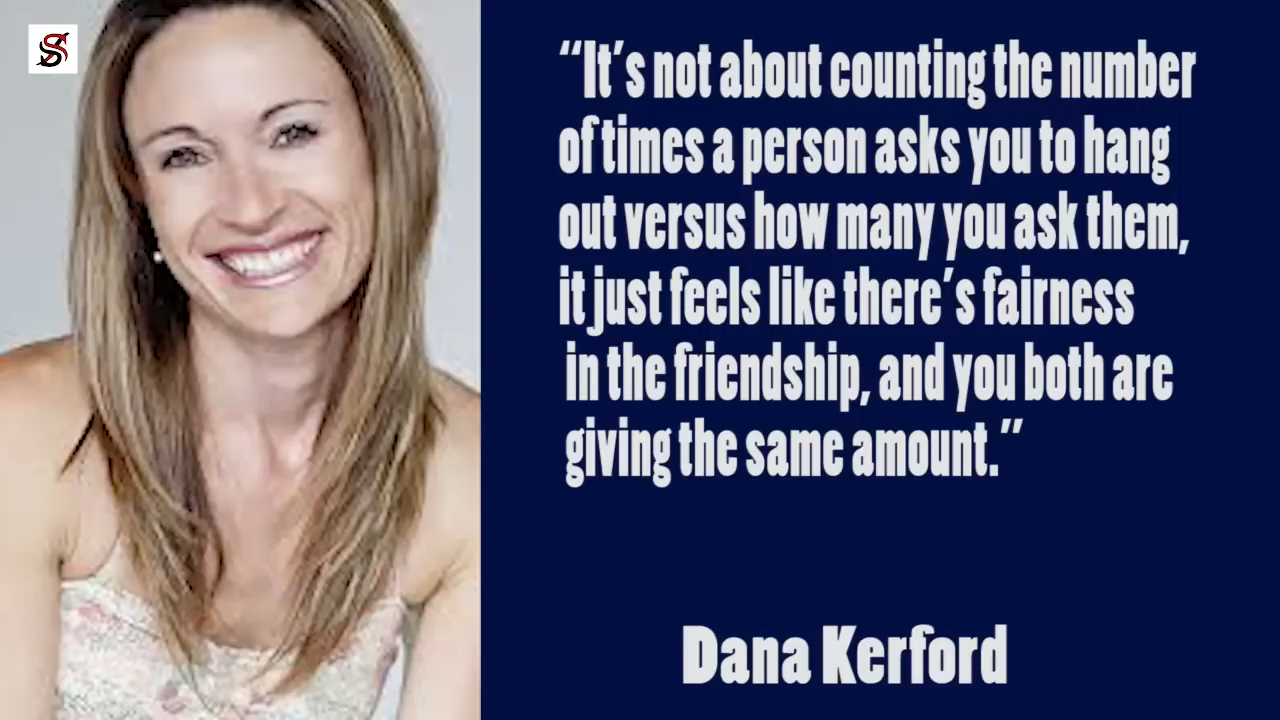 “It’s not about counting the number
of times a person asks you to hang
out versus how many you ask them,
it just feels like there’s fairness
in the friendship, and you both are
giving the same amount.”
Dana Kerford